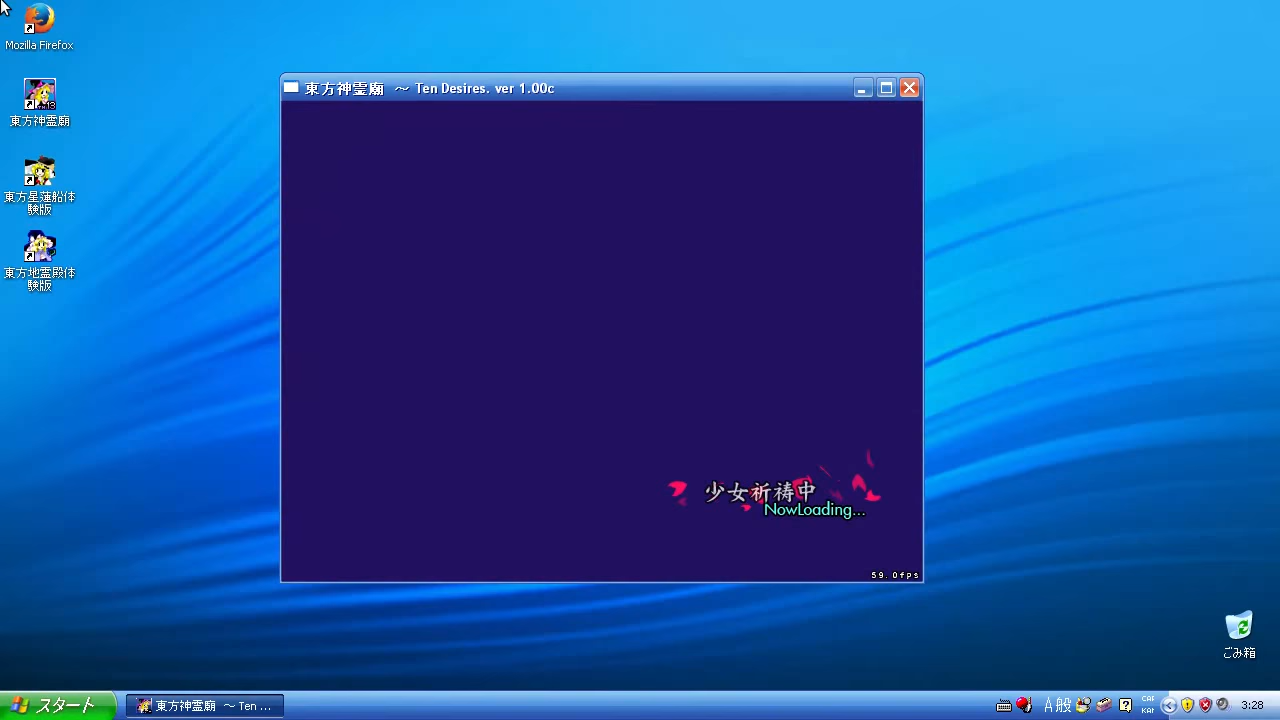 Mozilla Firefox
東方神霊廟
東方星蓮船体
験版
東方地霊殿体
験版
東方神霊廟 ～ Ten Desires. ver 1.00c
少女祈祷中
NowLoading...
59.0fps
ごみ箱
スタート
東方神霊廟 ～ Ten ...
A 般
CAP
KANA
3:28